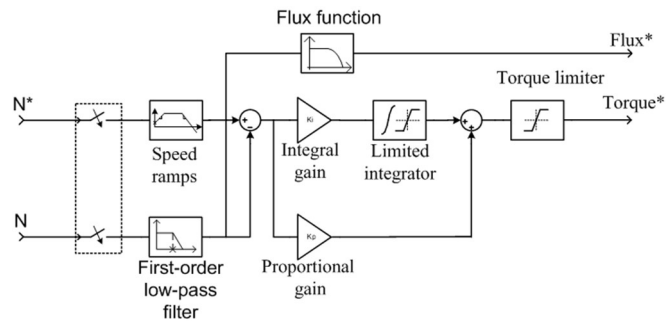 Flux function
Flux*
Torque limiter
N*
Torque*
+
−
Ki
+
+
Speed
ramps
Integral
gain
Limited
integrator
N
Kp
First-order
low-pass
filter
Proportional
gain